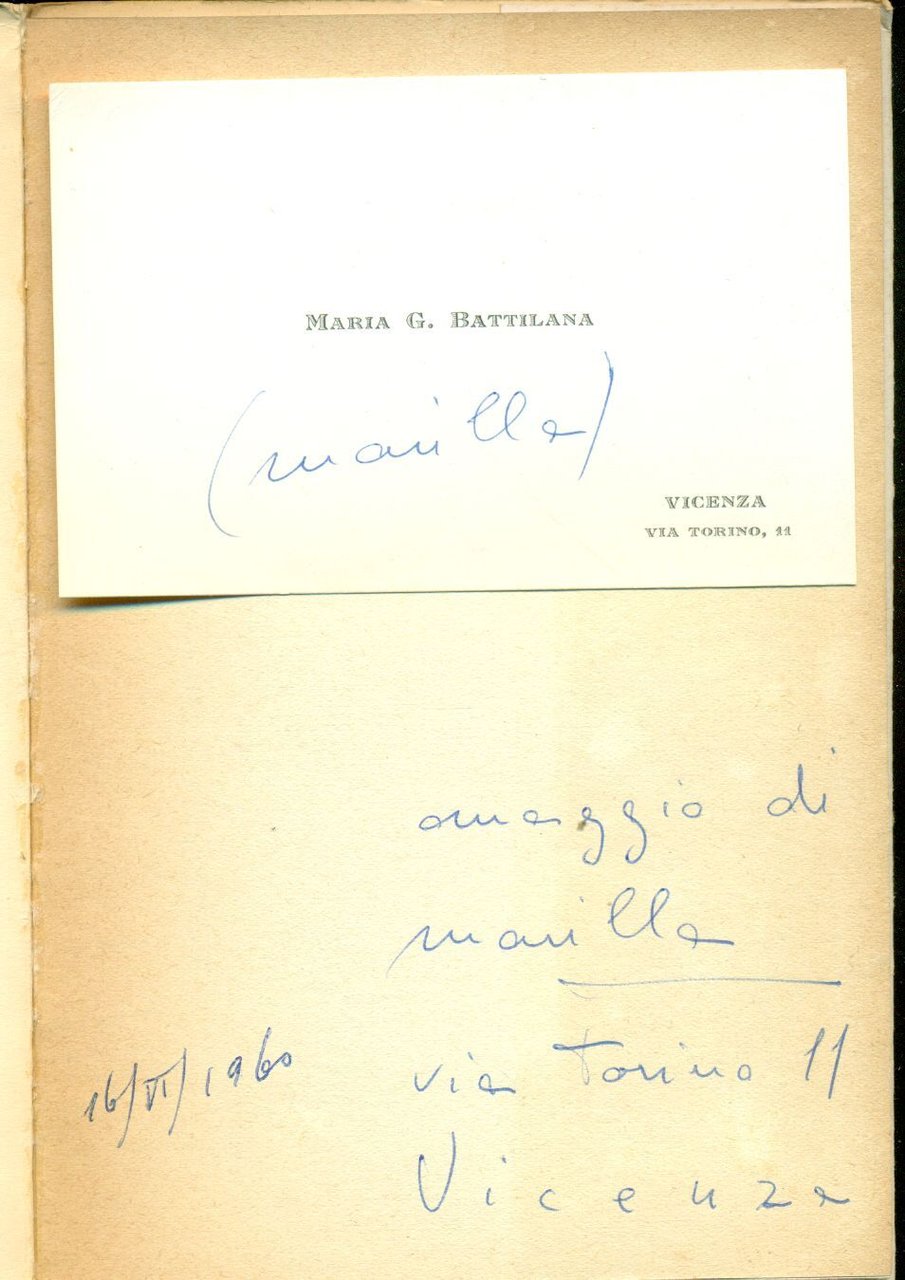 MARIA G. BATTILANA
(marilla)
VICENZA
VIA TORINO, 11
omaggio di
marilla
16/VI/1960
via Torino 11
Vicenza